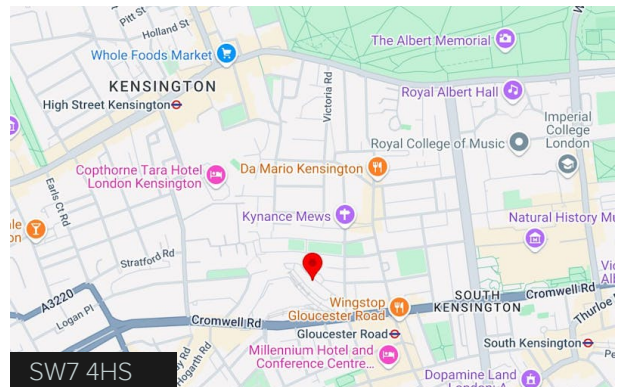 Pitt St
Holland St
Whole Foods Market
The Albert Memorial
KENSINGTON
Victoria Rd
Royal Albert Hall
High Street Kensington
Imperial
College
London
Royal College of Music
Copthorne Tara Hotel
London Kensington
Da Mario Kensington
Earls Ct Rd
Kynance Mews
Natural History Mu
Stratford Rd
A3220
Logan Pl
Cromwell Rd
Wingstop
Gloucester Road
SOUTH
KENSINGTON
Cromwell Rd
Thurloe
Gloucester Road
South Kensington
Millennium Hotel and
Conference Centre...
Hogarth Rd
Dopamine Land
SW7 4HS